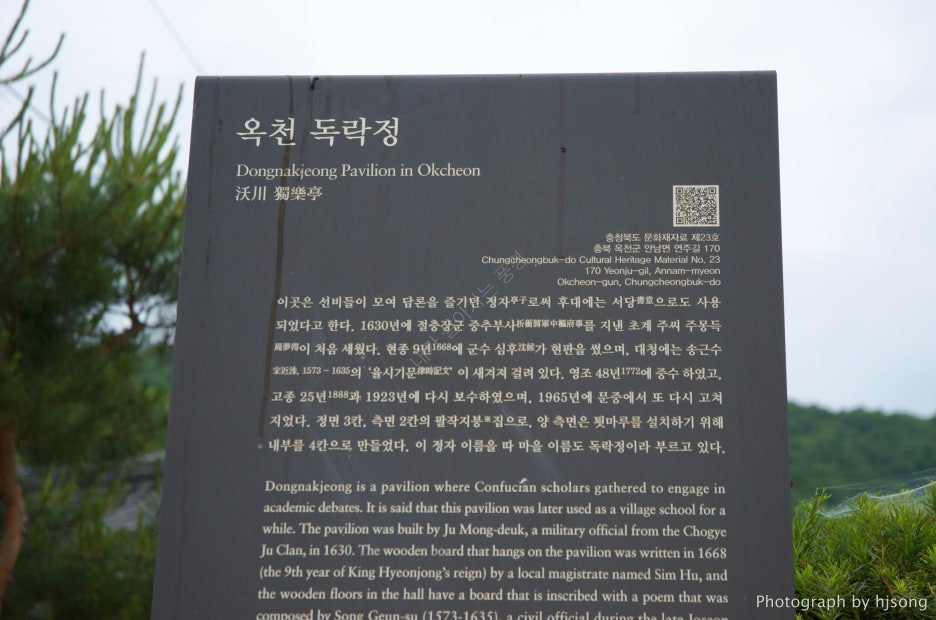 옥천 독락정
Dongnakjeong Pavilion in Okcheon
沃川 獨樂亭
충청북도 문화재자료 제23호
충북 옥천군 안남면 연주길 170
Chungcheongbuk-do Cultural Heritage Material No. 23
170 Yeonju-gil, Annam-myeon
Okcheon-gun, Chungcheongbuk-do
이곳은 선비들이 모여 담론을 즐기던 정자亭子로써 후대에는 서당書堂으로도 사용
되었다고 한다. 1630년에 절충장군 중추부사折衝將軍中樞府事를 지낸 초계 주씨 주몽득
周夢得이 처음 세웠다. 현종 9년1668에 군수 심후沈候가 현판을 썼으며, 대청에는 송근수
宋近洙, 1573 - 1635의 '율시기문律時記文' 이 새겨져 걸려 있다. 영조 48년1772에 중수 하였고,
고종 25년1888과 1923년에 다시 보수하였으며, 1965년에 문중에서 또 다시 고쳐
지었다. 정면 3칸, 측면 2칸의 팔작지붕※집으로, 양 측면은 툇마루를 설치하기 위해
내부를 4칸으로 만들었다. 이 정자 이름을 따 마을 이름도 독락정이라 부르고 있다.
Dongnakjeong is a pavilion where Confucian scholars gathered to engage in
academic debates. It is said that this pavilion was later used as a village school for a
while. The pavilion was built by Ju Mong-deuk, a military official from the Chogye
Ju Clan, in 1630. The wooden board that hangs on the pavilion was written in 1668
(the 9th year of King Hyeonjong's reign) by a local magistrate named Sim Hu, and
the wooden floors in the hall have a board that is inscribed with a poem that was
composed by Song Geun-su (1573-1635), a civil official during the late Joseon
Photograph by hjsong